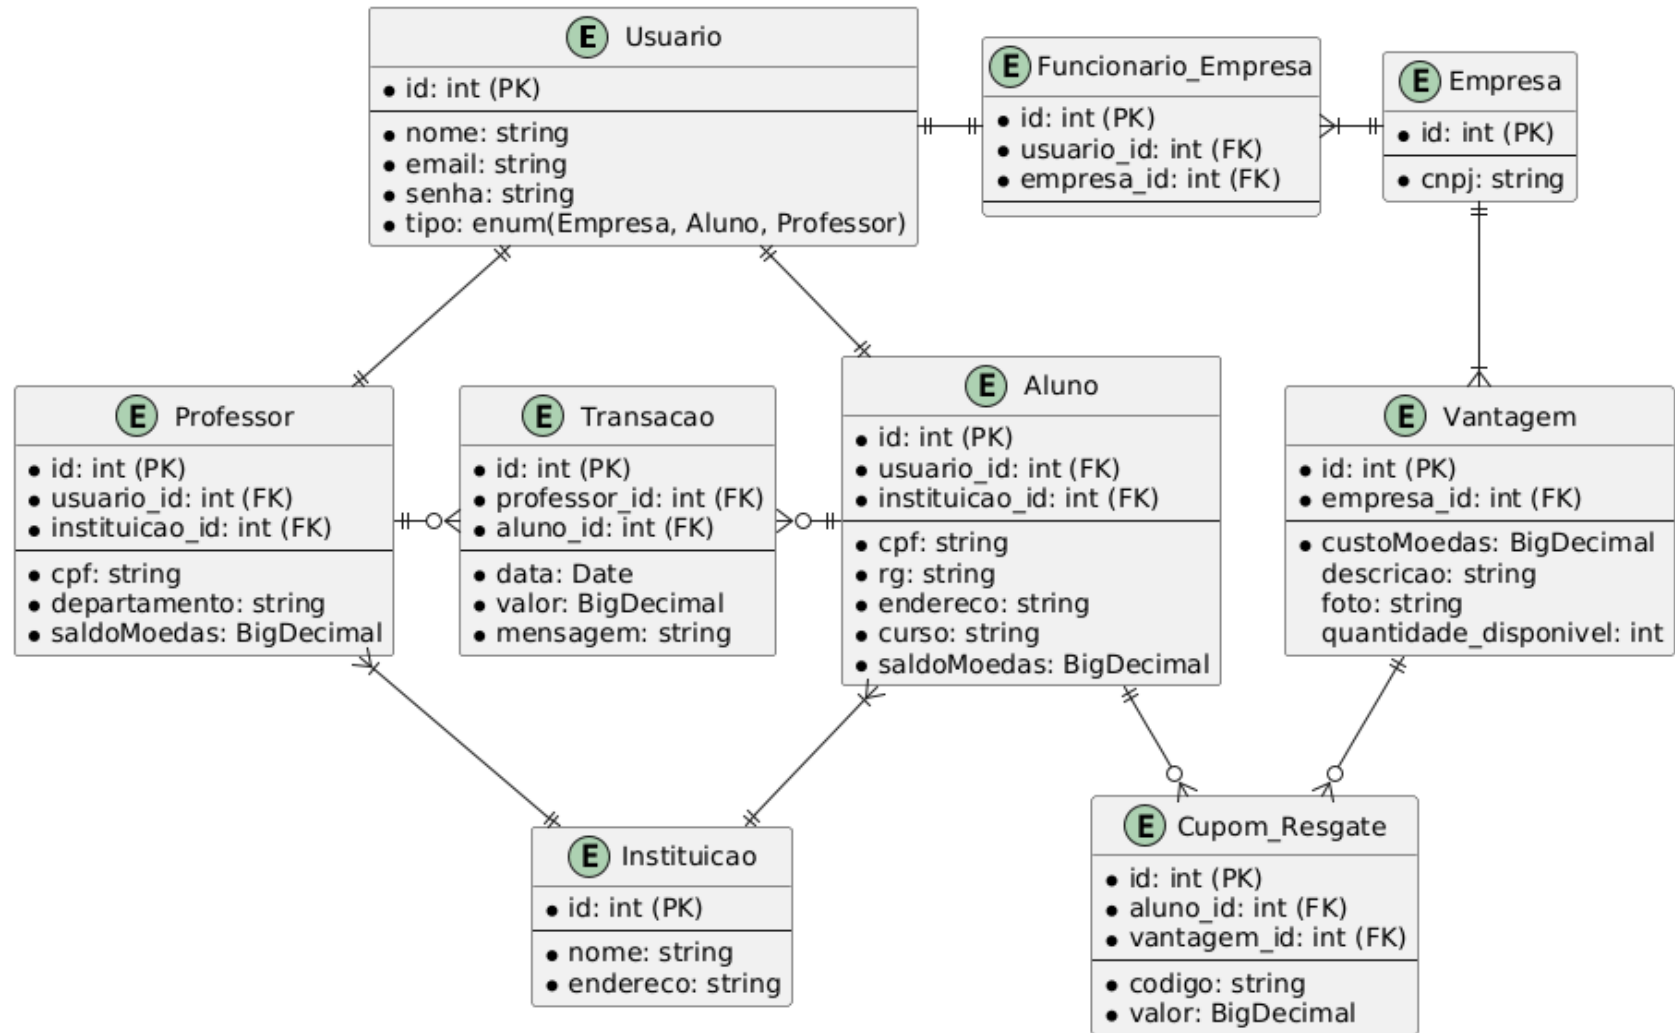 E Usuario
id: int (PK)
nome: string
email: string
senha: string
tipo: enum(Empresa, Aluno, Professor)
E Funcionario_Empresa
id: int (PK)
usuario_id: int (FK)
empresa_id: int (FK)
E Empresa
id: int (PK)
cnpj: string
E Professor
id: int (PK)
usuario_id: int (FK)
instituicao_id: int (FK)
cpf: string
departamento: string
saldoMoedas: BigDecimal
E Transacao
id: int (PK)
professor_id: int (FK)
aluno_id: int (FK)
data: Date
valor: BigDecimal
mensagem: string
E Aluno
id: int (PK)
usuario_id: int (FK)
instituicao_id: int (FK)
cpf: string
rg: string
endereco: string
curso: string
saldoMoedas: BigDecimal
E Vantagem
id: int (PK)
empresa_id: int (FK)
custoMoedas: BigDecimal
descricao: string
foto: string
quantidade_disponivel: int
E Instituicao
id: int (PK)
nome: string
endereco: string
E Cupom_Resgate
id: int (PK)
aluno_id: int (FK)
vantagem_id: int (FK)
codigo: string
valor: BigDecimal